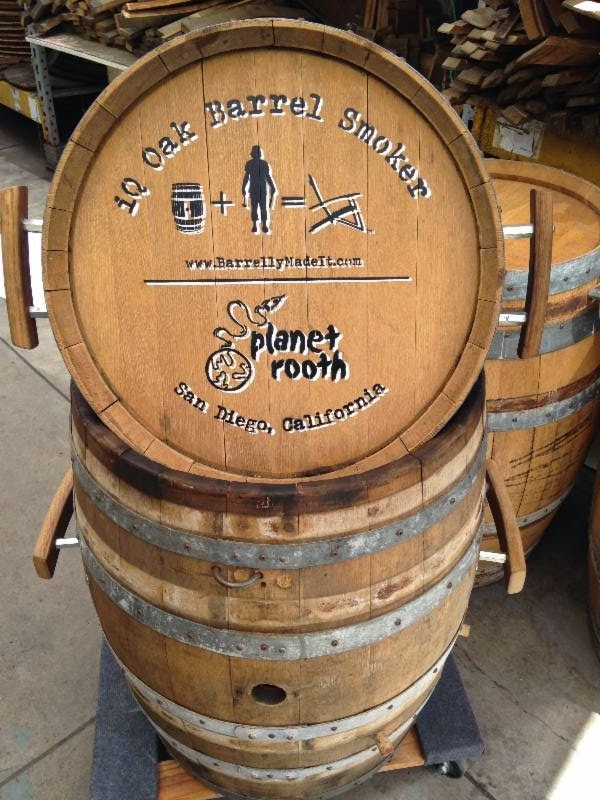 iQ Oak Barrel Smoker
+ =
www.BarrellyMadeIt.com
planet
rooth
San Diego, California